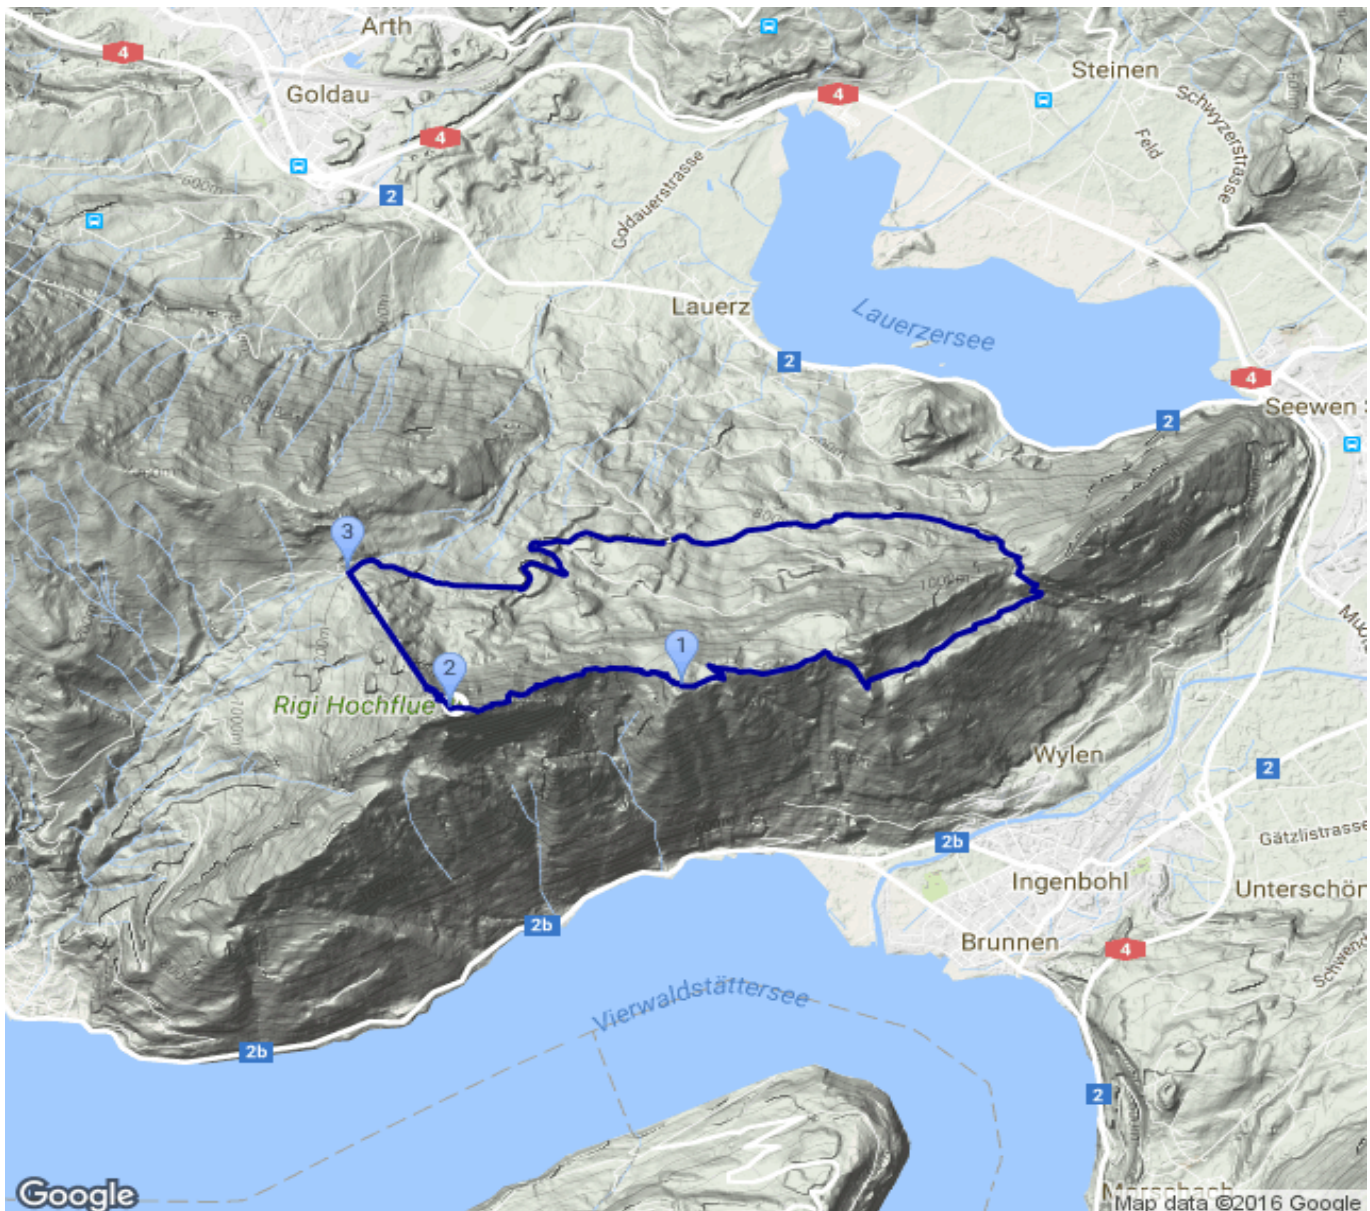 Arth
4
Goldau
4
2
4
Steinen
Schwyzerstrasse
Feld
600m
Goldauerstrasse
Lauerz
Lauerzersee
2
4
2
Seewen
3
800m
1000m
1
2
Rigi Hochflue
Wylen
2
2b
Gätzlistrasse
Ingenbohl
Unterschön
2b
Brunnen
4
Schwend
Vierwaldstättersee
2b
2
Morschach
Google
Map data ©2016 Google